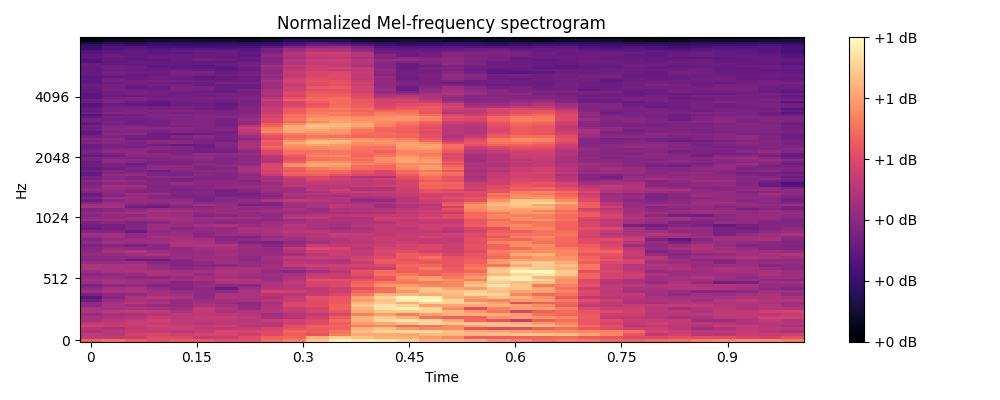 Normalized Mel-frequency spectrogram
Hz
4096
2048
1024
512
0
0 0.15 0.3 0.45 0.6 0.75 0.9
Time
+1 dB
+1 dB
+1 dB
+0 dB
+0 dB
+0 dB